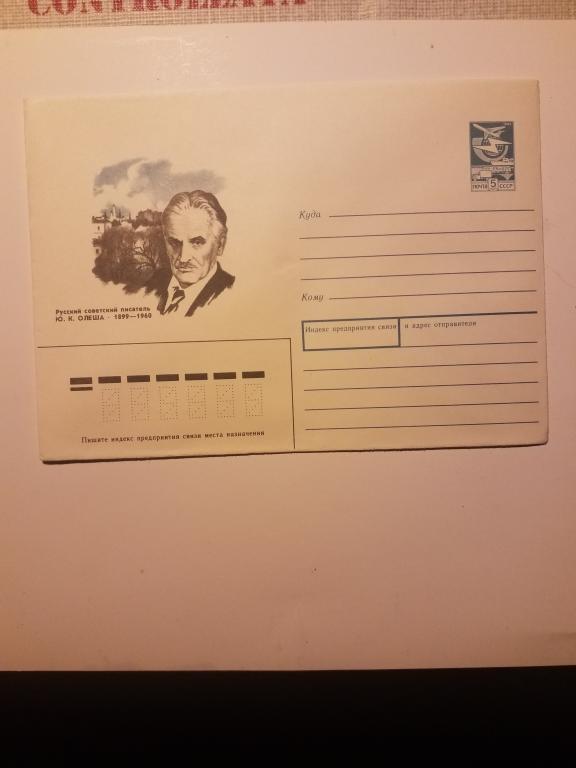 CONTROLLATA
ПОЧТА 5 СССР
Куда
Кому
Русский советский писатель
Ю. К. ОЛЕША · 1899—1960
Индекс предприятия связи и адрес отправителя
Пишите индекс предприятия связи места назначения